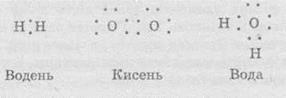 H : H
: O : : O :
H : O :
H
Водень Кисень Вода